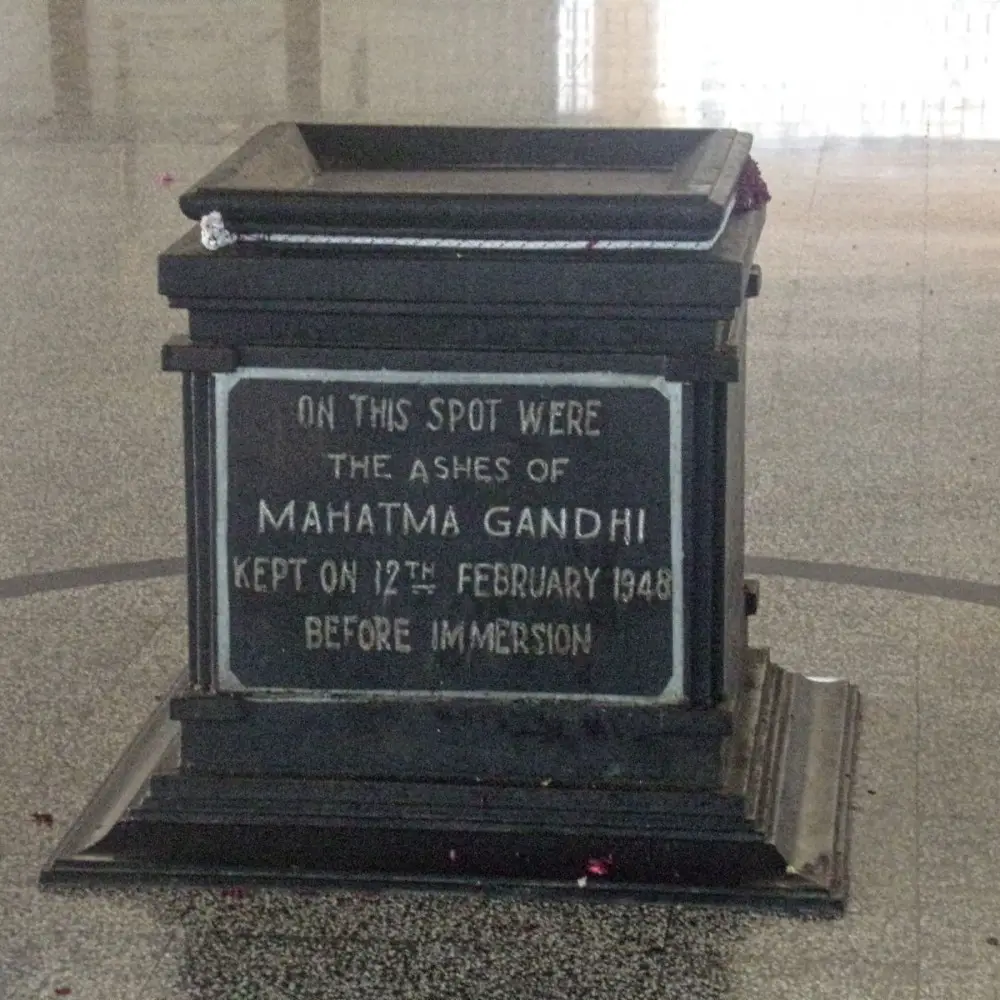 ON THIS SPOT WERE
THE ASHES OF
MAHATMA GANDHI
KEPT ON 12TH FEBRUARY 1948
BEFORE IMMERSION